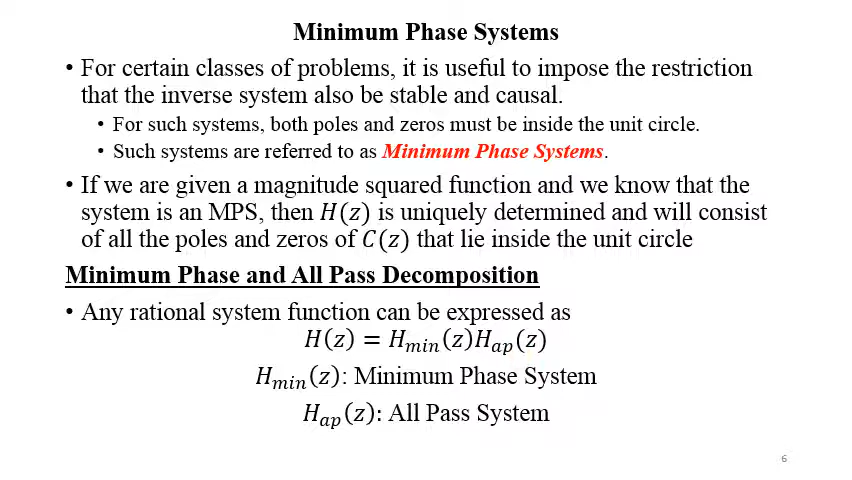 Minimum Phase Systems
• For certain classes of problems, it is useful to impose the restriction
that the inverse system also be stable and causal.
• For such systems, both poles and zeros must be inside the unit circle.
• Such systems are referred to as Minimum Phase Systems.
• If we are given a magnitude squared function and we know that the
system is an MPS, then 𝐻(𝑧) is uniquely determined and will consist
of all the poles and zeros of 𝐶(𝑧) that lie inside the unit circle
Minimum Phase and All Pass Decomposition
• Any rational system function can be expressed as
𝐻(𝑧) = 𝐻𝑚𝑖𝑛(𝑧)𝐻𝑎𝑝(𝑧)
𝐻𝑚𝑖𝑛(𝑧): Minimum Phase System
𝐻𝑎𝑝(𝑧): All Pass System
6